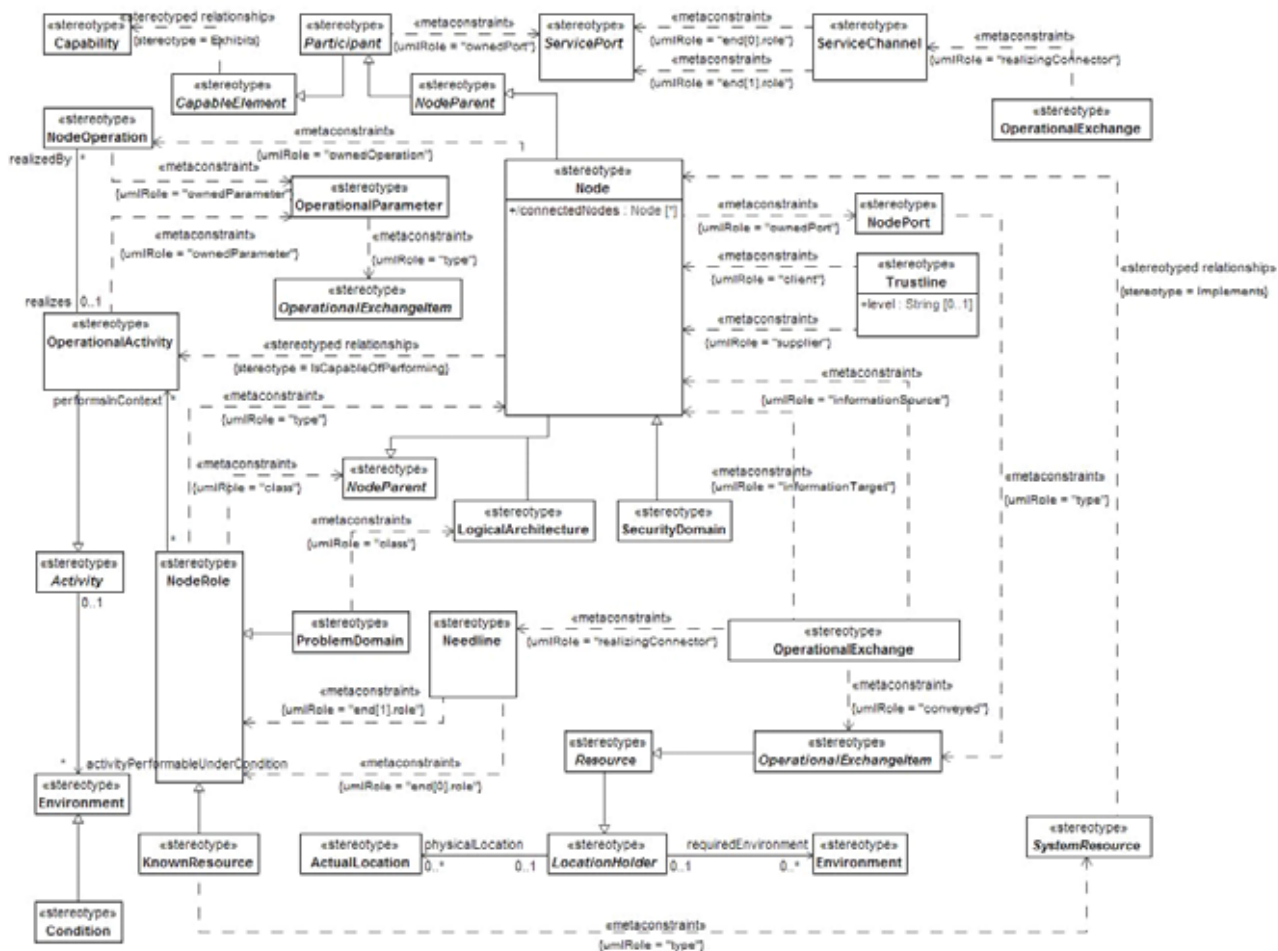 «stereotype»
Capability
«stereotyped relationship»
{stereotype = Exhibits}
«stereotype»
Participant
«metaconstraint»
{umlRole = "ownedPort"}
«stereotype»
ServicePort
«metaconstraint»
{umlRole = "end[0].role"}
«metaconstraint»
{umlRole = "end[1].role"}
«stereotype»
ServiceChannel
«metaconstraint»
{umlRole = "realizingConnector"}
«stereotype»
CapableElement
«stereotype»
NodeParent
«stereotype»
OperationalExchange
«stereotype»
NodeOperation
«metaconstraint»
{umlRole = "ownedOperation"}
1
realizedBy
*
«metaconstraint»
{umlRole = "ownedParameter"}
«stereotype»
OperationalParameter
«stereotype»
Node
+/connectedNodes : Node [*]
«metaconstraint»
{umlRole = "ownedPort"}
«stereotype»
NodePort
«metaconstraint»
{umlRole = "ownedParameter"}
«metaconstraint»
{umlRole = "type"}
«metaconstraint»
{umlRole = "client"}
«stereotype»
Trustline
+level : String [0..1]
«stereotyped relationship»
{stereotype = Implements}
«stereotype»
OperationalExchangeItem
realizes
0..1
«metaconstraint»
{umlRole = "supplier"}
«stereotype»
OperationalActivity
«stereotyped relationship»
{stereotype = IsCapableOfPerforming}
performsInContext
*
«metaconstraint»
{umlRole = "type"}
«metaconstraint»
{umlRole = "informationSource"}
«metaconstraint»
{umlRole = "class"}
«stereotype»
NodeParent
«metaconstraint»
{umlRole = "informationTarget"}
«metaconstraint»
{umlRole = "type"}
«metaconstraint»
{umlRole = "class"}
«stereotype»
LogicalArchitecture
«stereotype»
SecurityDomain
*
«stereotype»
Activity
0..1
«stereotype»
NodeRole
«stereotype»
ProblemDomain
«stereotype»
Needline
«metaconstraint»
{umlRole = "realizingConnector"}
«stereotype»
OperationalExchange
«metaconstraint»
{umlRole = "end[1].role"}
«metaconstraint»
{umlRole = "conveyed"}
*
activityPerformableUnderCondition
«metaconstraint»
{umlRole = "end[0].role"}
«stereotype»
Resource
«stereotype»
OperationalExchangeItem
«stereotype»
Environment
«stereotype»
KnownResource
«stereotype»
ActualLocation
physicalLocation
0..*
0..1
«stereotype»
LocationHolder
requiredEnvironment
0..1
0..*
«stereotype»
Environment
«stereotype»
SystemResource
«stereotype»
Condition
«metaconstraint»
{umlRole = "type"}